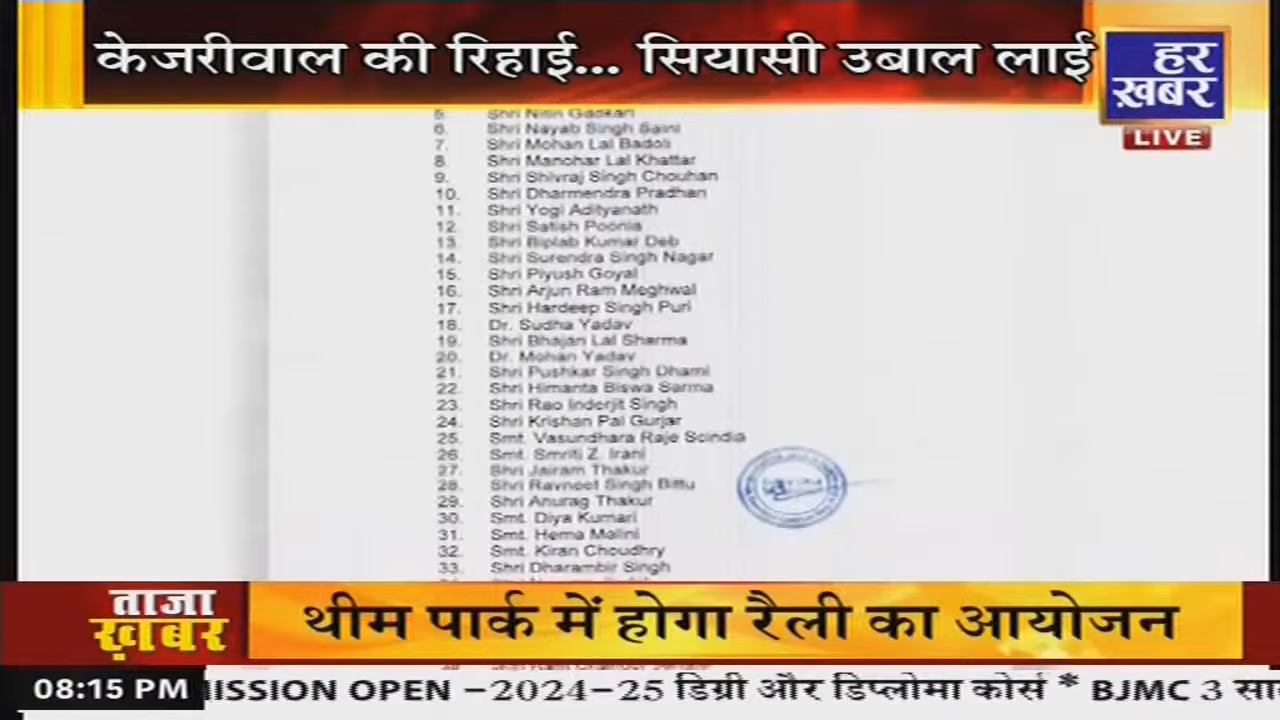 केजरीवाल की रिहाई... सियासी उबाल लाई
हर
ख़बर
LIVE
5. Shri Nitin Gadkari
6. Shri Nayab Singh Saini
7. Shri Mohan Lal Badoli
8. Shri Manohar Lal Khattar
9. Shri Shivraj Singh Chouhan
10. Shri Dharmendra Pradhan
11. Shri Yogi Adityanath
12. Shri Satish Poonia
13. Shri Biplab Kumar Deb
14. Shri Surendra Singh Nagar
15. Shri Piyush Goyal
16. Shri Arjun Ram Meghwal
17. Shri Hardeep Singh Puri
18. Dr. Sudha Yadav
19. Shri Bhajan Lal Sharma
20. Dr. Mohan Yadav
21. Shri Pushkar Singh Dhami
22. Shri Himanta Biswa Sarma
23. Shri Rao Inderjit Singh
24. Shri Krishan Pal Gurjar
25. Smt. Vasundhara Raje Scindia
26. Smt. Smriti Z. Irani
27. Shri Jairam Thakur
28. Shri Ravneet Singh Bittu
29. Shri Anurag Thakur
30. Smt. Diya Kumari
31. Smt. Hema Malini
32. Smt. Kiran Choudhry
33. Shri Dharambir Singh
ताजा
ख़बर
थीम पार्क में होगा रैली का आयोजन
08:15 PM
MISSION OPEN -2024-25 डिग्री और डिप्लोमा कोर्स * BJMC 3 सा